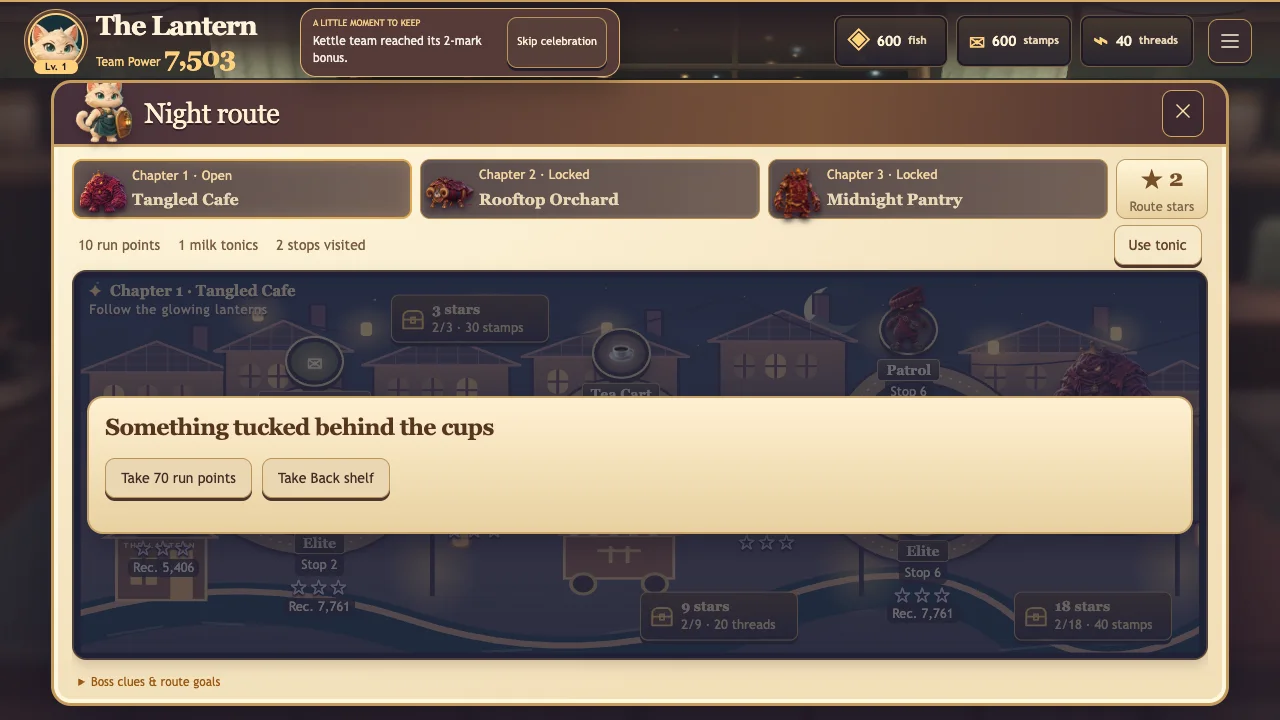 The Lantern
Team Power 7,503
Lv. 1
A LITTLE MOMENT TO KEEP
Kettle team reached its 2-mark
bonus.
Skip celebration
600 fish
600 stamps
40 threads
Night route
Chapter 1 · Open
Tangled Cafe
Chapter 2 · Locked
Rooftop Orchard
Chapter 3 · Locked
Midnight Pantry
★ 2
Route stars
10 run points
1 milk tonics
2 stops visited
Use tonic
Chapter 1 · Tangled Cafe
Follow the glowing lanterns
3 stars
2/3 · 30 stamps
Tea Cart
Patrol
Stop 6
Something tucked behind the cups
Take 70 run points
Take Back shelf
Rec. 5,406
Elite
Stop 2
Rec. 7,761
9 stars
2/9 · 20 threads
Elite
Stop 6
Rec. 7,761
18 stars
2/18 · 40 stamps
Boss clues & route goals